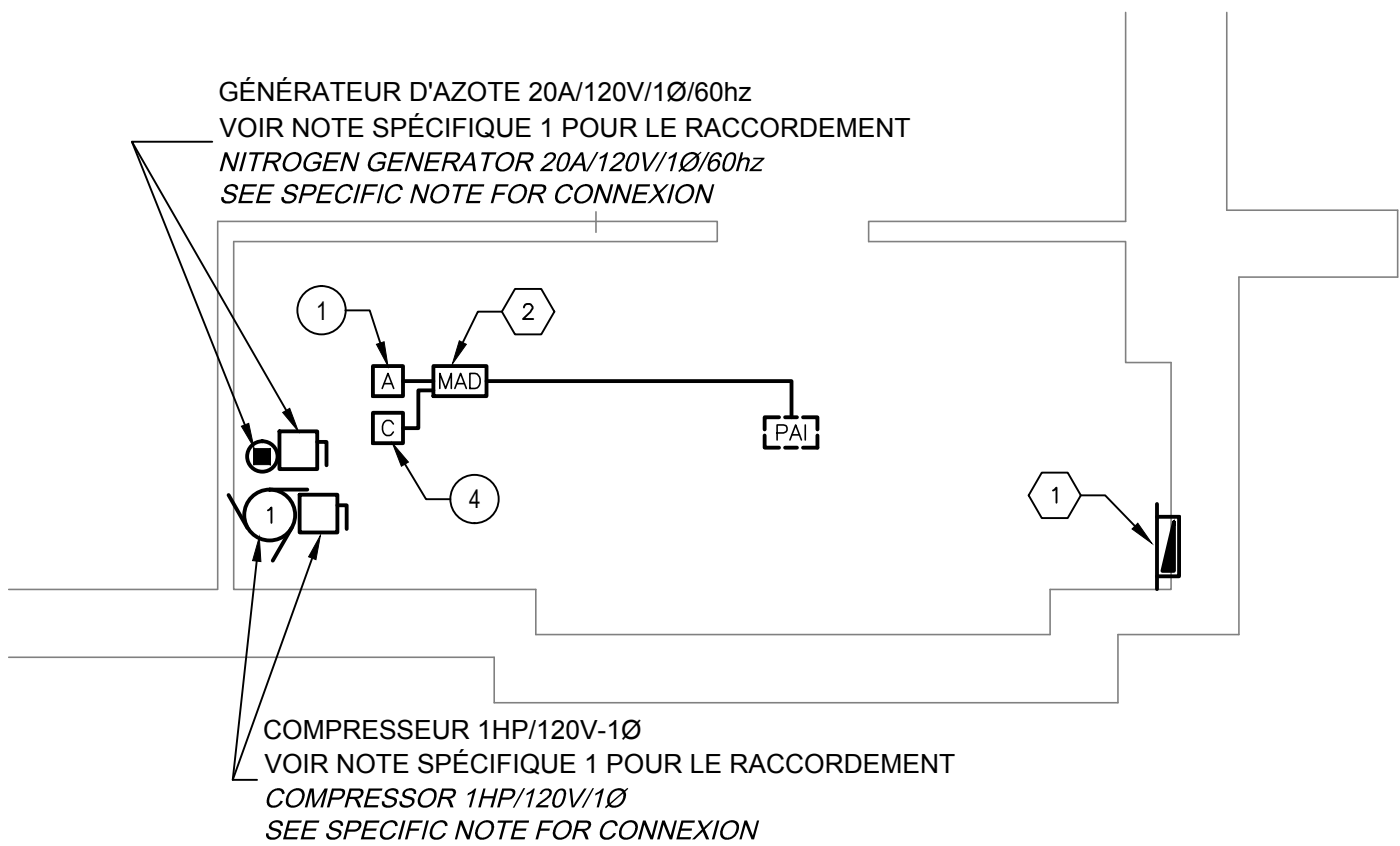 GÉNÉRATEUR D'AZOTE 20A/120V/1Ø/60hz
VOIR NOTE SPÉCIFIQUE 1 POUR LE RACCORDEMENT
NITROGEN GENERATOR 20A/120V/1Ø/60hz
SEE SPECIFIC NOTE FOR CONNEXION
1
2
A
MAD
C
PAI
4
1
1
COMPRESSEUR 1HP/120V-1Ø
VOIR NOTE SPÉCIFIQUE 1 POUR LE RACCORDEMENT
COMPRESSOR 1HP/120V/1Ø
SEE SPECIFIC NOTE FOR CONNEXION